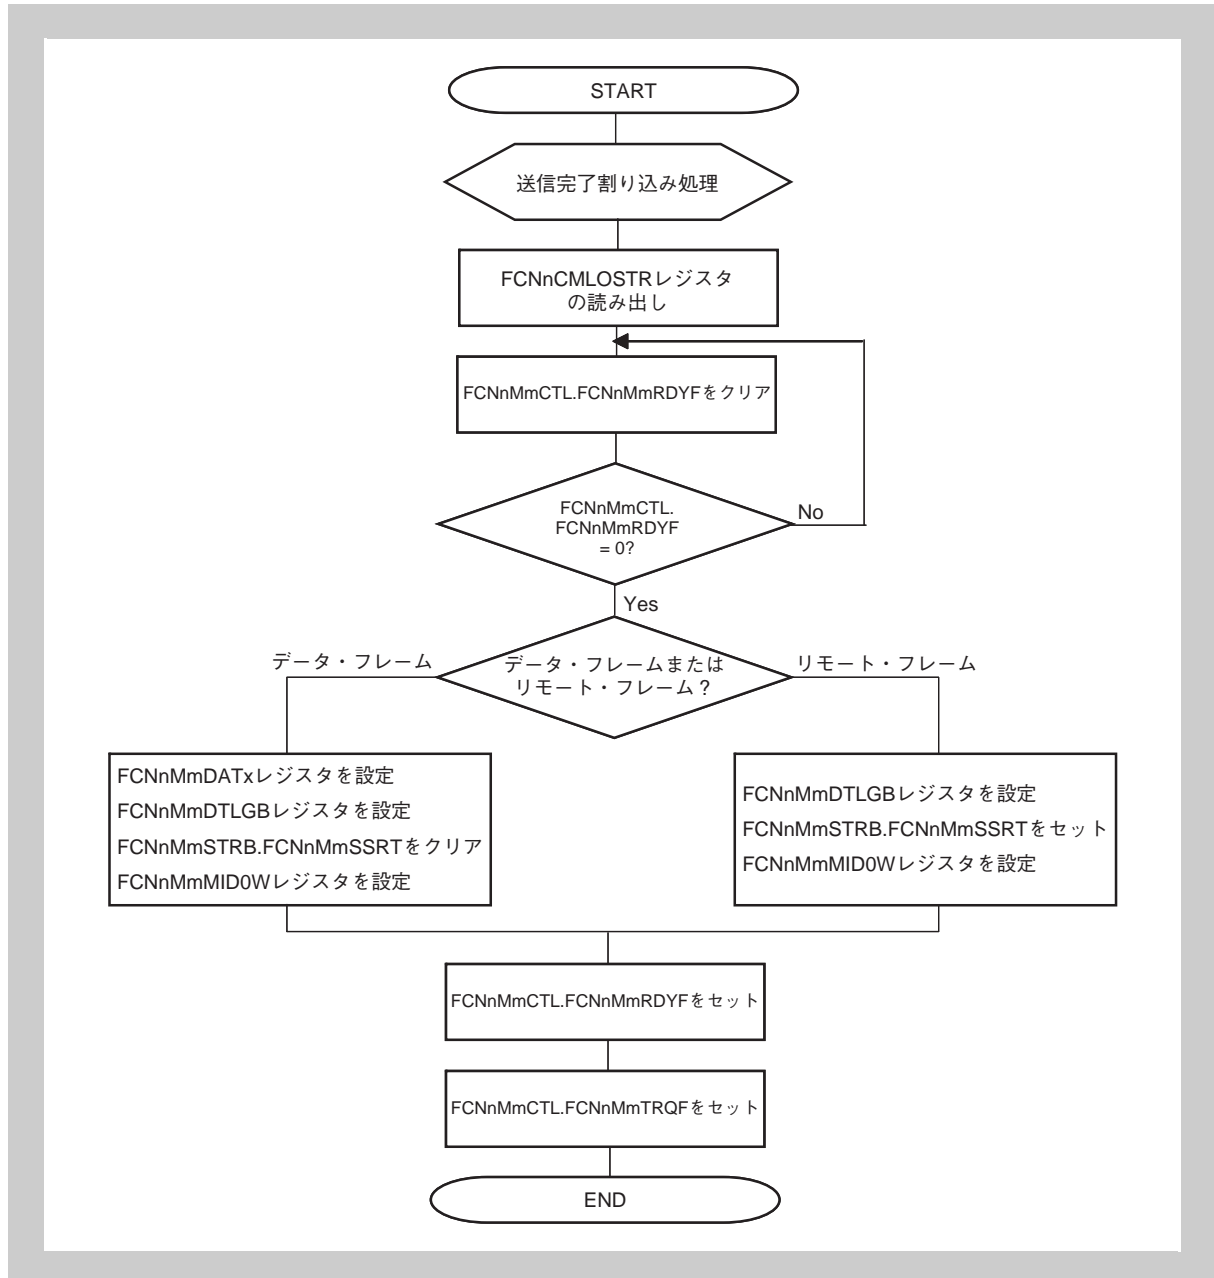 START
送信完了割り込み処理
FCNnCMLOSTRレジスタ
の読み出し
FCNnMmCTL.FCNnMmRDYFをクリア
FCNnMmCTL.
FCNnMmRDYF
= 0?
No
Yes
データ・フレーム
データ・フレームまたは
リモート・フレーム？
リモート・フレーム
FCNnMmDATxレジスタを設定
FCNnMmDTLGBレジスタを設定
FCNnMmSTRB.FCNnMmSSRTをクリア
FCNnMmMID0Wレジスタを設定
FCNnMmDTLGBレジスタを設定
FCNnMmSTRB.FCNnMmSSRTをセット
FCNnMmMID0Wレジスタを設定
FCNnMmCTL.FCNnMmRDYFをセット
FCNnMmCTL.FCNnMmTRQFをセット
END